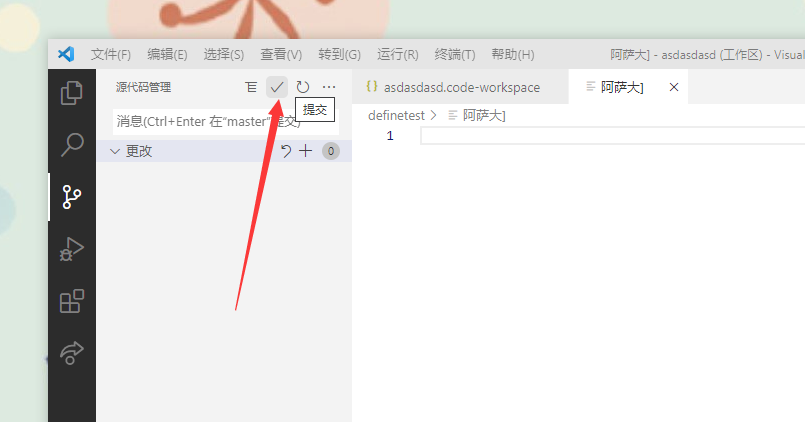 文件(F) 编辑(E) 选择(S) 查看(V) 转到(G) 运行(R) 终端(T) 帮助(H) 阿萨大] - asdasdasd (工作区) - Visual
源代码管理
asdasdasd.code-workspace 阿萨大]
提交
消息(Ctrl+Enter 在"master"提交)
definetest > 阿萨大]
1
更改 0